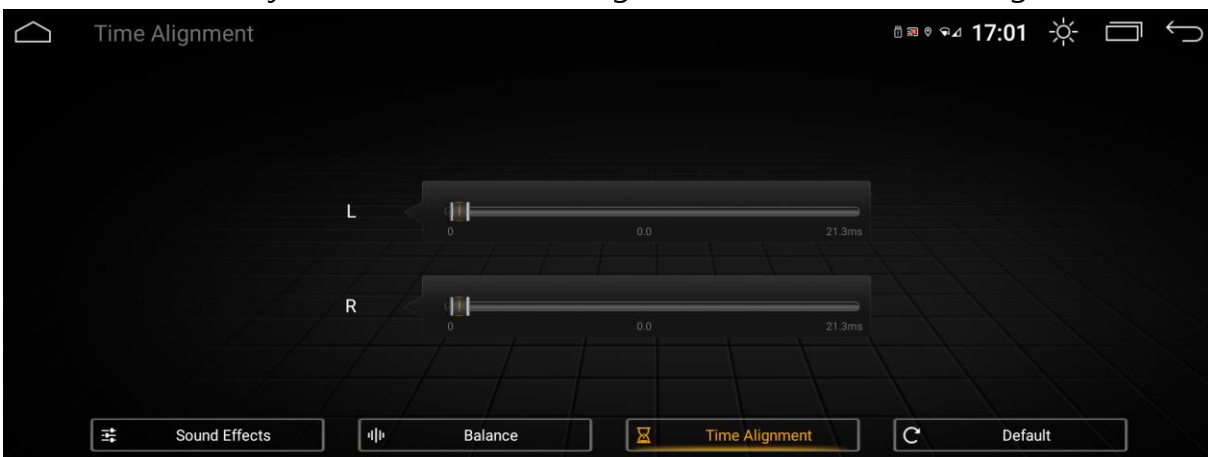 Time Alignment 17:01
L
0 0.0 21.3ms
R
0 0.0 21.3ms
Sound Effects Balance Time Alignment Default